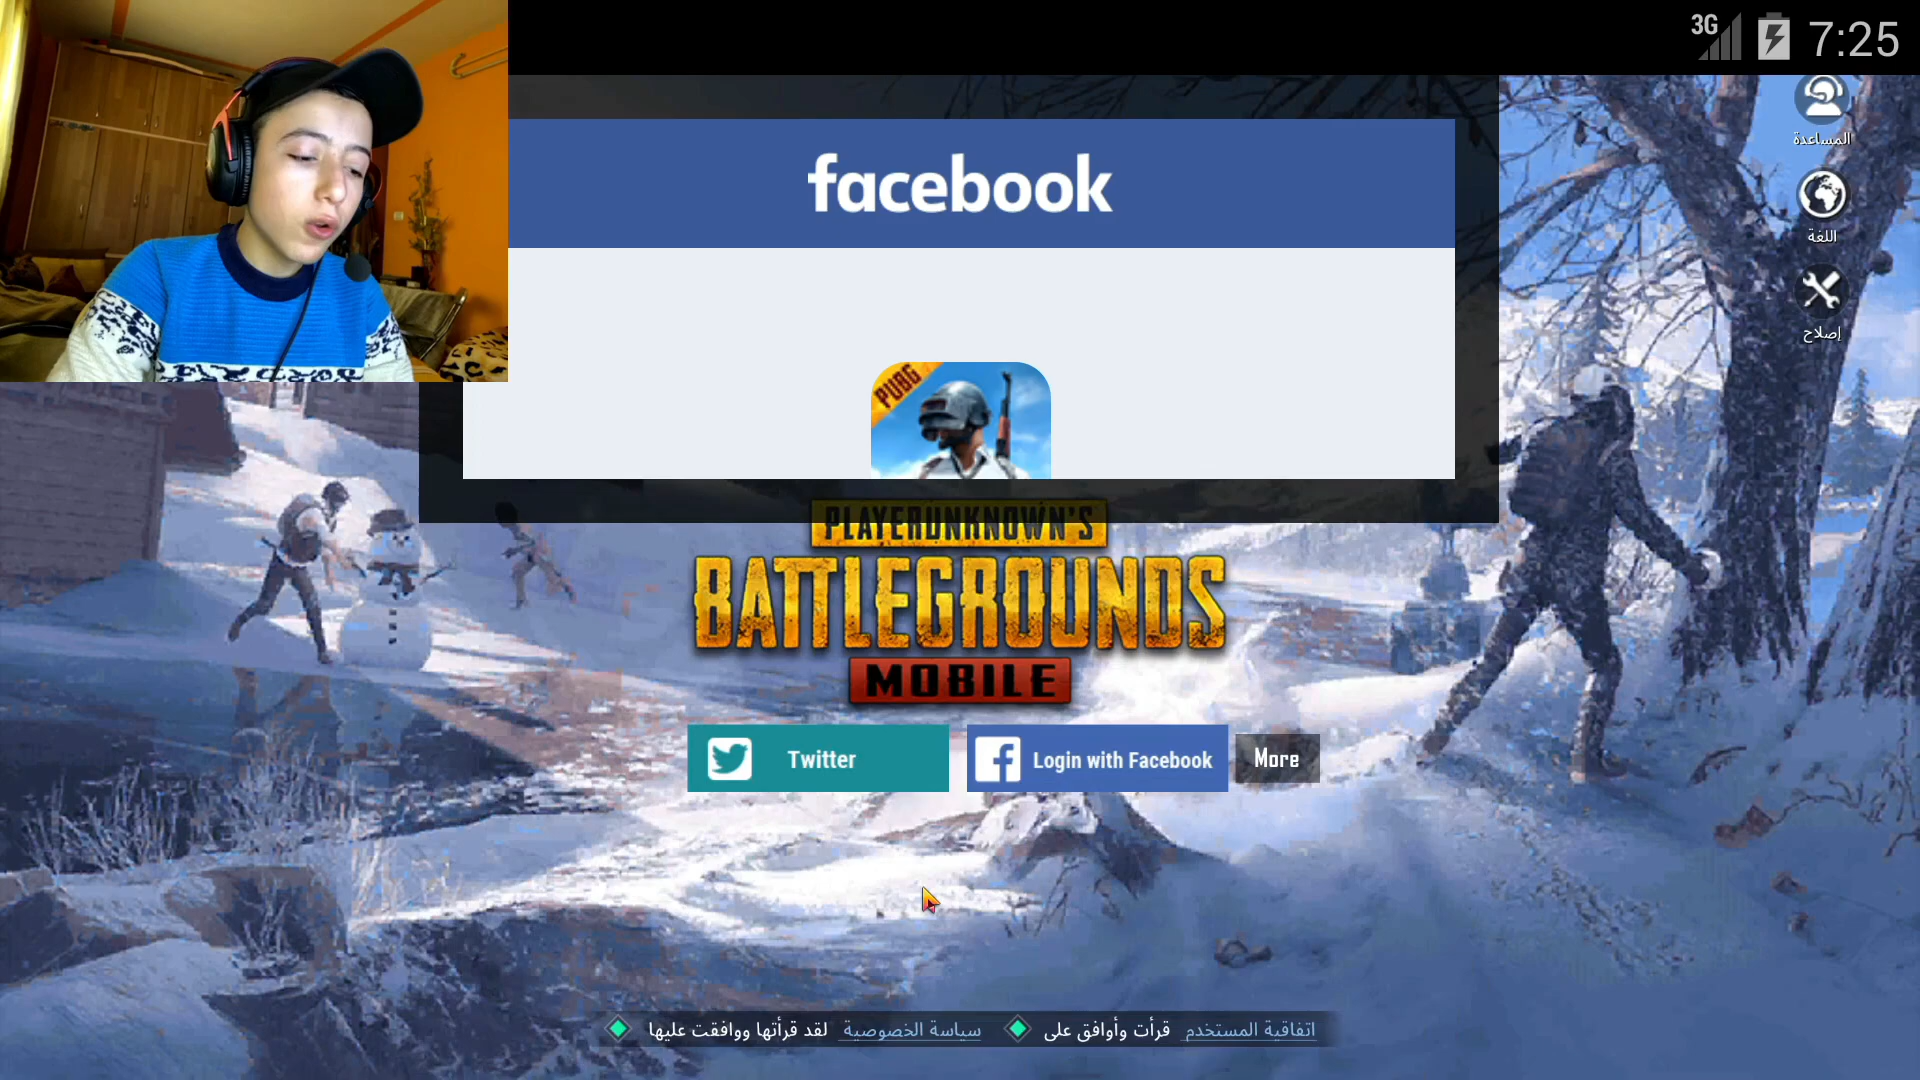 3G
7:25
المساعدة
facebook
اللغة
إصلاح
PUBG
PLAYERUNKNOWN'S
BATTLEGROUNDS
MOBILE
Twitter
Login with Facebook
More
قرأت وأوافق على اتفاقية المستخدم
لقد قرأتها ووافقت عليها سياسة الخصوصية